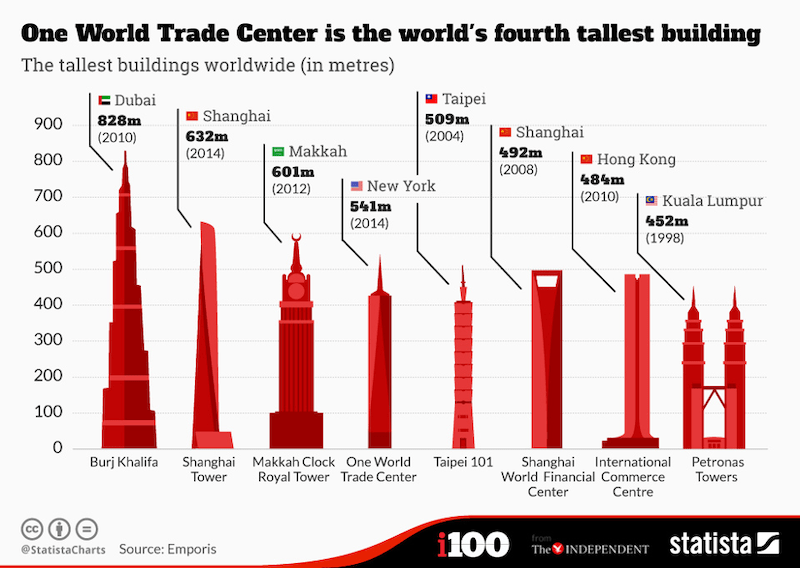 One World Trade Center is the world's fourth tallest building
The tallest buildings worldwide (in metres)
Dubai
828m
(2010)
Shanghai
632m
(2014)
Makkah
601m
(2012)
New York
541m
(2014)
Taipei
509m
(2004)
Shanghai
492m
(2008)
Hong Kong
484m
(2010)
Kuala Lumpur
452m
(1998)
900
800
700
600
500
400
300
200
100
0
Burj Khalifa
Shanghai
Tower
Makkah Clock
Royal Tower
One World
Trade Center
Taipei 101
Shanghai
World Financial
Center
International
Commerce
Centre
Petronas
Towers
cc
@StatistaCharts
Source: Emporis
i100
from
The INDEPENDENT
statista